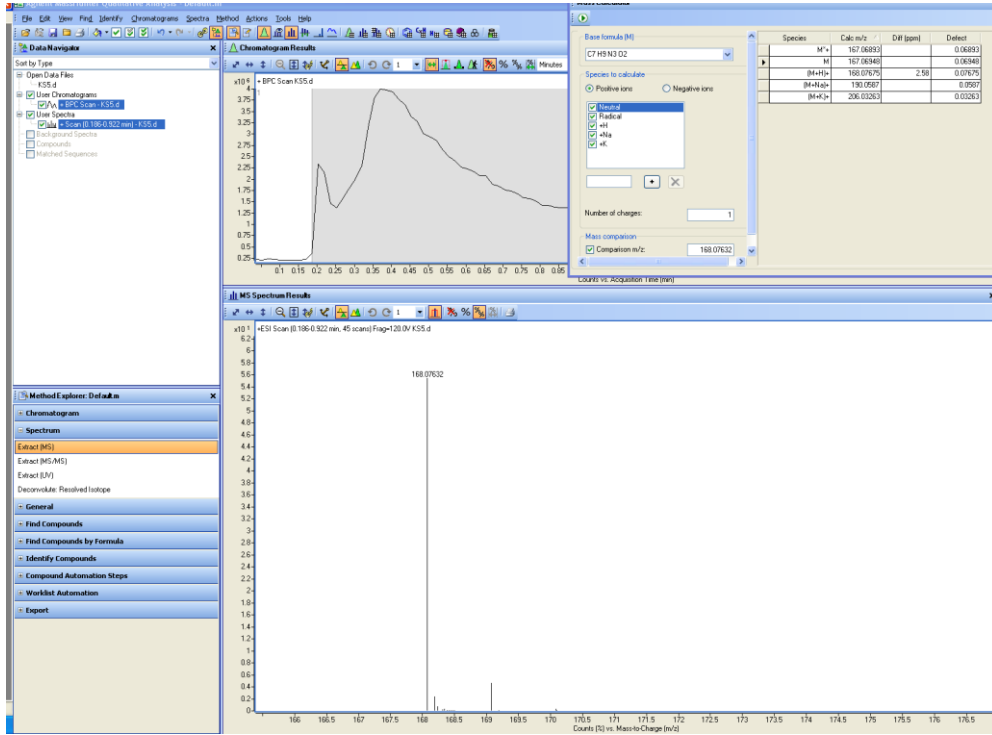 Agilent MassHunter Qualitative Analysis - Default.m
File Edit View Find Identify Chromatograms Spectra Method Actions Tools Help
Data Navigator
Sort by Type
Open Data Files
KS5.d
User Chromatograms
+ BPC Scan - KS5.d
User Spectra
+ Scan (0.186-0.922 min) - KS5.d
Background Spectra
Compounds
Matched Sequences
Chromatogram Results
1 Minutes
x10 6
+ BPC Scan KS5.d
1
4
3.75
3.5
3.25
3
2.75
2.5
2.25
2
1.75
1.5
1.25
1
0.75
0.5
0.25
0.1 0.15 0.2 0.25 0.3 0.35 0.4 0.45 0.5 0.55 0.6 0.65 0.7 0.75 0.8 0.85 0.9 0.95
Counts vs. Acquisition Time (min)
Mass Calculator
Base formula (M)
C7 H9 N3 O2
Species to calculate
Positive ions Negative ions
Neutral
Radical
+H
+Na
+K
Number of charges: 1
Mass comparison
Comparison m/z: 168.07632
Species Calc m/z Diff (ppm) Defect
M*+ 167.06893 0.06893
M 167.06948 0.06948
(M+H)+ 168.07675 2.58 0.07675
(M+Na)+ 190.0587 0.0587
(M+K)+ 206.03263 0.03263
MS Spectrum Results
1
x10 1
+ESI Scan (0.186-0.922 min, 45 scans) Frag=120.0V KS5.d
168.07632
6.2
6
5.8
5.6
5.4
5.2
5
4.8
4.6
4.4
4.2
4
3.8
3.6
3.4
3.2
3
2.8
2.6
2.4
2.2
2
1.8
1.6
1.4
1.2
1
0.8
0.6
0.4
0.2
0
166 166.5 167 167.5 168 168.5 169 169.5 170 170.5 171 171.5 172 172.5 173 173.5 174 174.5 175 175.5 176 176.5
Counts (%) vs. Mass-to-Charge (m/z)
Method Explorer: Default.m
Chromatogram
Spectrum
Extract (MS)
Extract (MS/MS)
Extract (UV)
Deconvolute: Resolved Isotope
General
Find Compounds
Find Compounds by Formula
Identify Compounds
Compound Automation Steps
Worklist Automation
Export